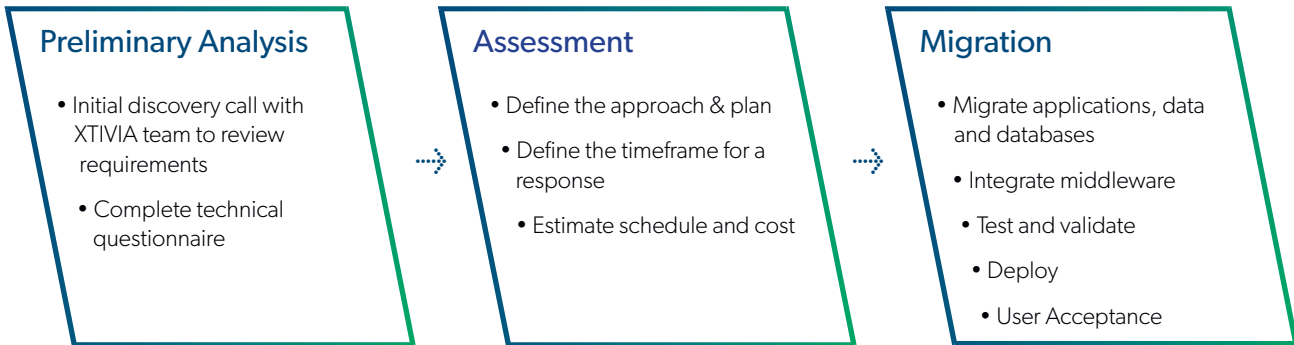 Preliminary Analysis
• Initial discovery call with
XTIVIA team to review
requirements
• Complete technical
questionnaire
Assessment
• Define the approach & plan
• Define the timeframe for a
response
• Estimate schedule and cost
Migration
• Migrate applications, data
and databases
• Integrate middleware
• Test and validate
• Deploy
• User Acceptance